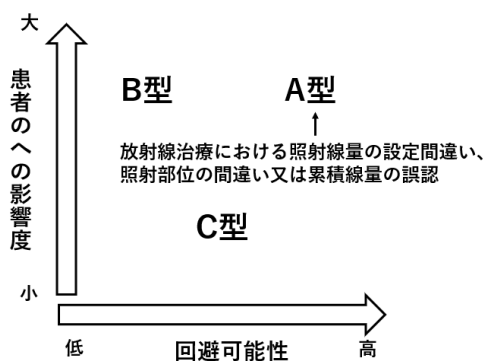 大
患者のへの影響度
B型
A型
放射線治療における照射線量の設定間違い、
照射部位の間違い又は累積線量の誤認
C型
小
低
回避可能性
高